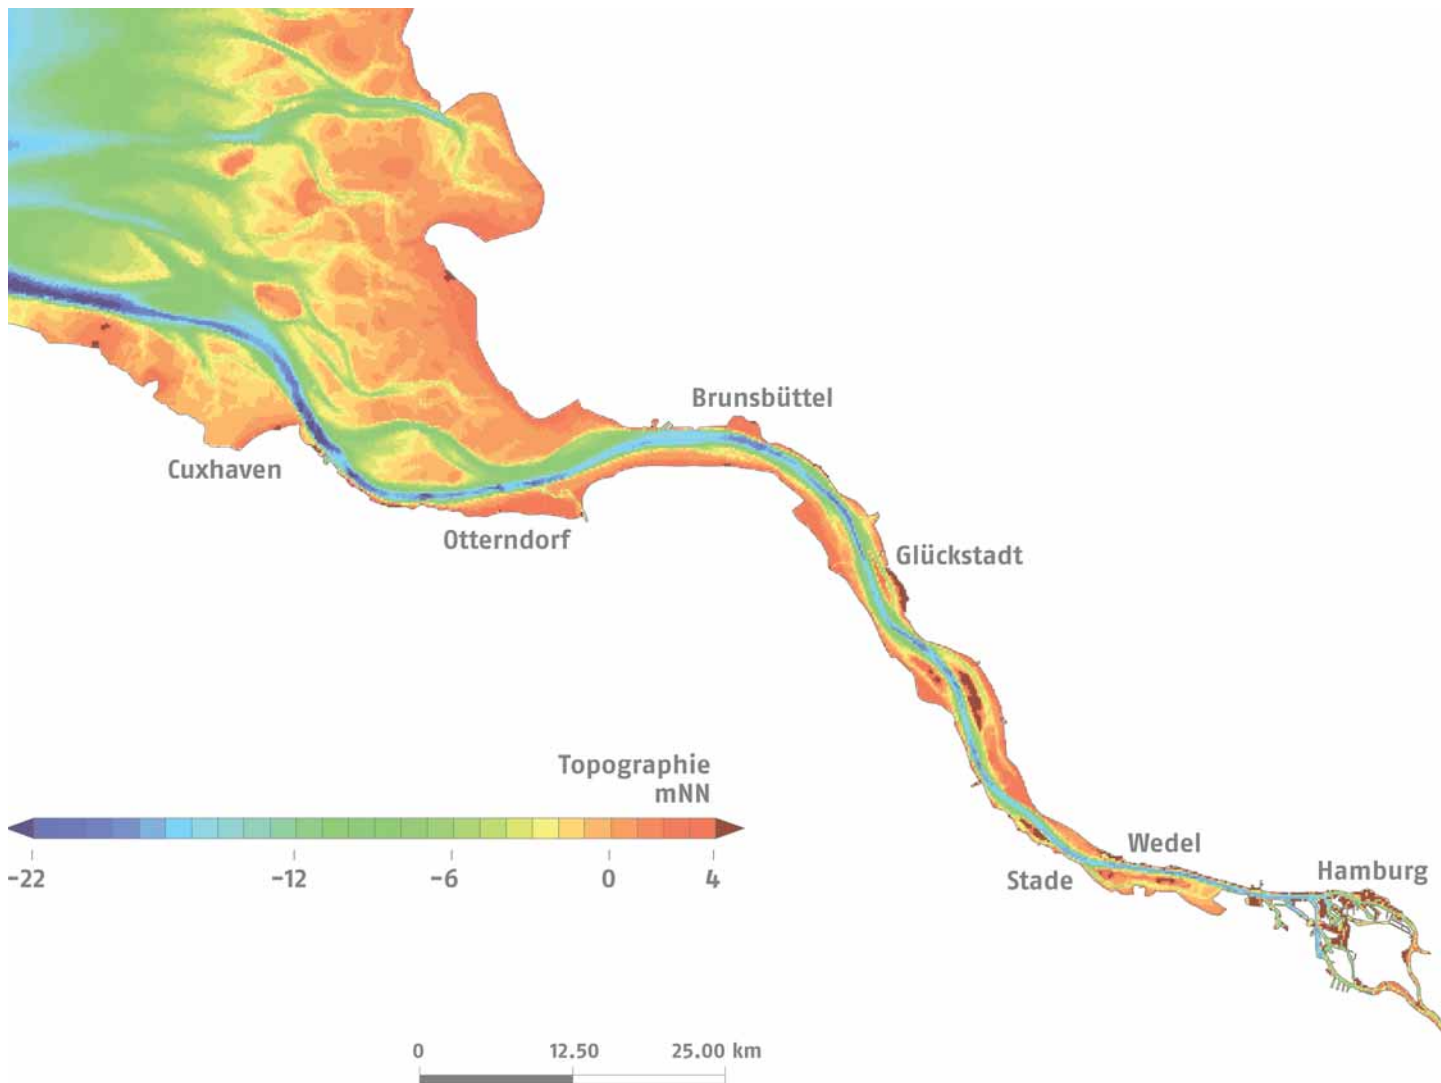 Brunsbüttel
Cuxhaven
Otterndorf
Glückstadt
Topographie
mNN
-22 -12 -6 0 4
Wedel
Stade
Hamburg
0 12.50 25.00 km